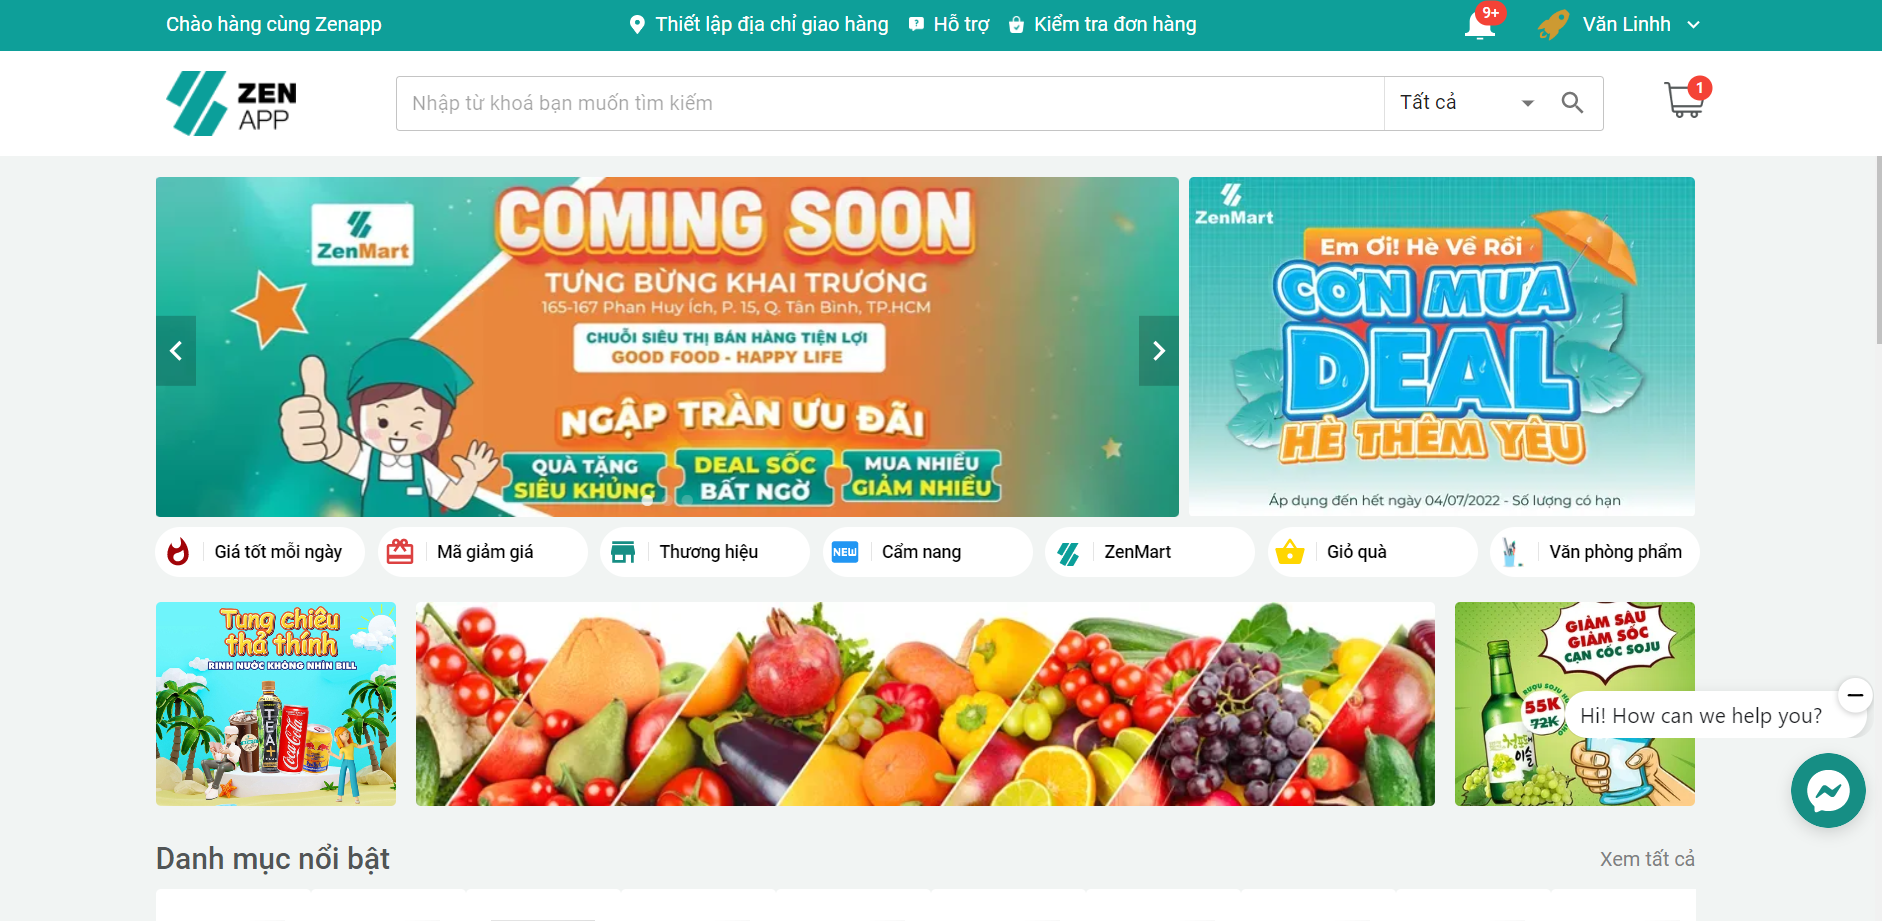 Chào hàng cùng Zenapp
Thiết lập địa chỉ giao hàng
Hỗ trợ
Kiểm tra đơn hàng
9+
Văn Linhh
ZEN
APP
Nhập từ khoá bạn muốn tìm kiếm
Tất cả
1
ZenMart
COMING SOON
TƯNG BỪNG KHAI TRƯƠNG
165-167 Phan Huy Ích, P. 15, Q. Tân Bình, TP.HCM
CHUỖI SIÊU THỊ BÁN HÀNG TIỆN LỢI
GOOD FOOD - HAPPY LIFE
NGẬP TRÀN ƯU ĐÃI
QUÀ TẶNG
SIÊU KHỦNG
DEAL SỐC
BẤT NGỜ
MUA NHIỀU
GIẢM NHIỀU
ZenMart
Em Ơi! Hè Về Rồi
CƠN MƯA
DEAL
HÈ THÊM YÊU
Áp dụng đến hết ngày 04/07/2022 - Số lượng có hạn
Giá tốt mỗi ngày
Mã giảm giá
Thương hiệu
NEW
Cẩm nang
ZenMart
Giỏ quà
Văn phòng phẩm
Tung chiêu
thả thính
RINH NƯỚC KHÔNG NHÌN BILL
TEA+
Coca-Cola
GIẢM SÂU
GIẢM SỐC
CẠN CỐC SOJU
55K
72K
이슬
Hi! How can we help you?
Danh mục nổi bật
Xem tất cả